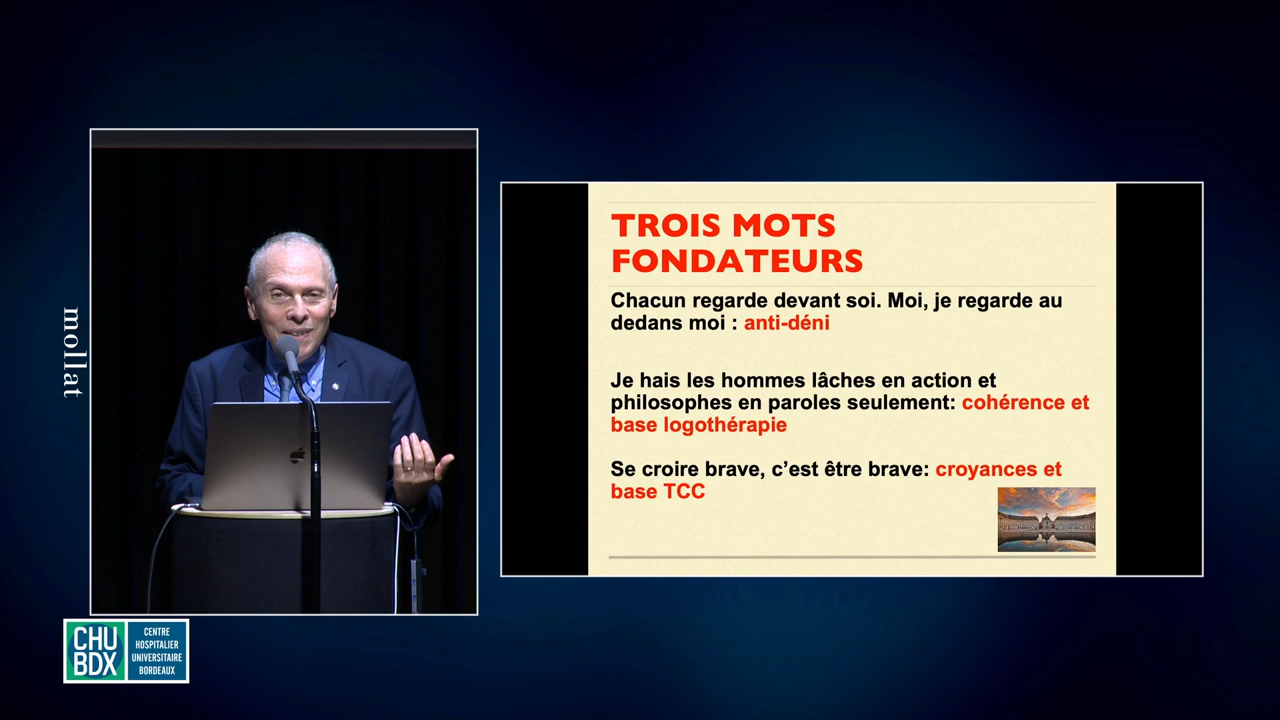 mollat
TROIS MOTS
FONDATEURS
Chacun regarde devant soi. Moi, je regarde au
dedans moi : anti-déni
Je hais les hommes lâches en action et
philosophes en paroles seulement: cohérence et
base logothérapie
Se croire brave, c’est être brave: croyances et
base TCC
CHU
BDX
CENTRE
HOSPITALIER
UNIVERSITAIRE
BORDEAUX